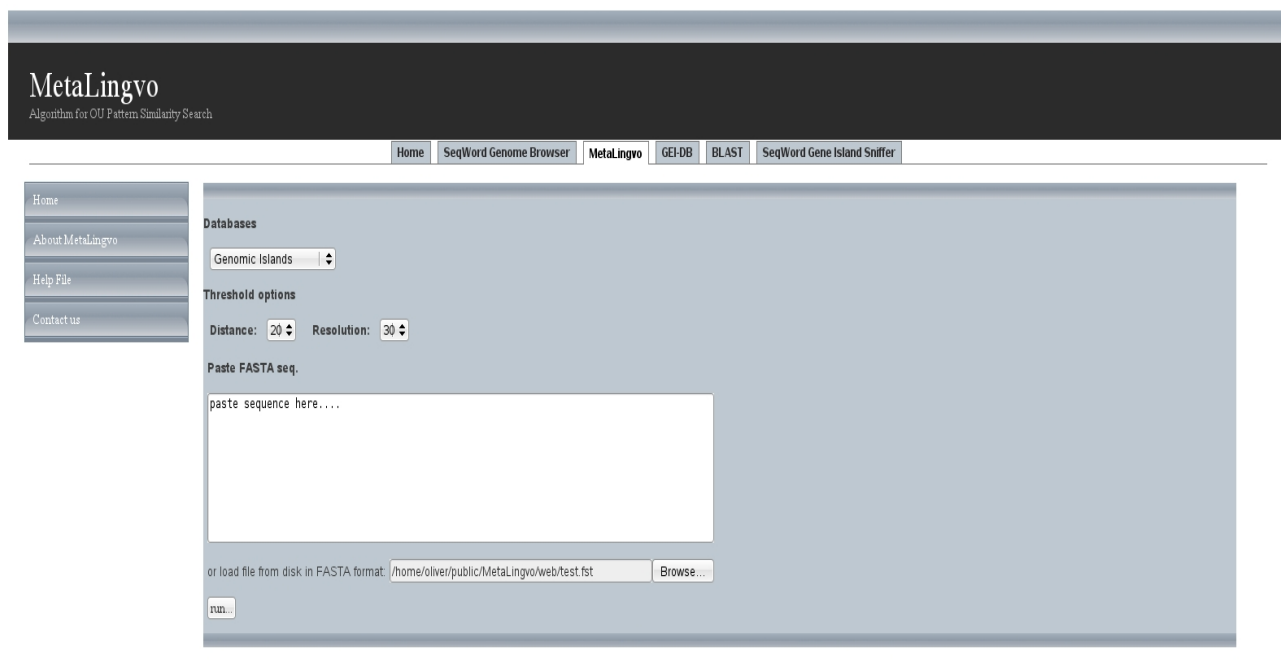 MetaLingvo
Algorithm for OU Pattern Similarity Search
Home SeqWord Genome Browser MetaLingvo GEI-DB BLAST SeqWord Gene Island Sniffer
Home
About MetaLingvo
Help File
Contact us
Databases
Genomic Islands
Threshold options
Distance: 20 Resolution: 30
Paste FASTA seq.
paste sequence here....
or load file from disk in FASTA format: /home/oliver/public/MetaLingvo/web/test.fst Browse...
run...